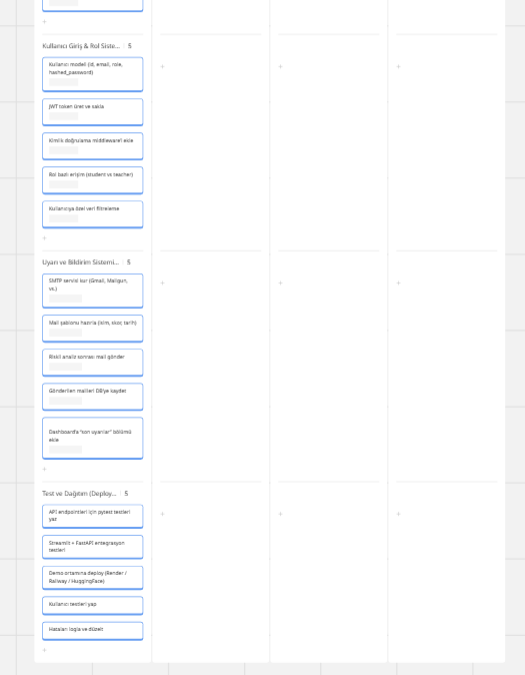 +
Kullanıcı Giriş & Rol Siste... 5
Kullanıcı modeli (id, email, role,
hashed_password)
JWT token üret ve sakla
Kimlik doğrulama middleware'i ekle
Rol bazlı erişim (student vs teacher)
Kullanıcıya özel veri filtreleme
+
+
+
+
Uyarı ve Bildirim Sistemi... 5
SMTP servisi kur (Gmail, Mailgun,
vs.)
Mail şablonu hazırla (isim, skor, tarih)
Riskli analiz sonrası mail gönder
Gönderilen mailleri DB'ye kaydet
Dashboard'a "son uyarılar" bölümü
ekle
+
+
+
+
Test ve Dağıtım (Deploy... 5
API endpointleri için pytest testleri
yaz
Streamlit + FastAPI entegrasyon
testleri
Demo ortamına deploy (Render /
Railway / HuggingFace)
Kullanıcı testleri yap
Hataları logla ve düzelt
+
+
+
+